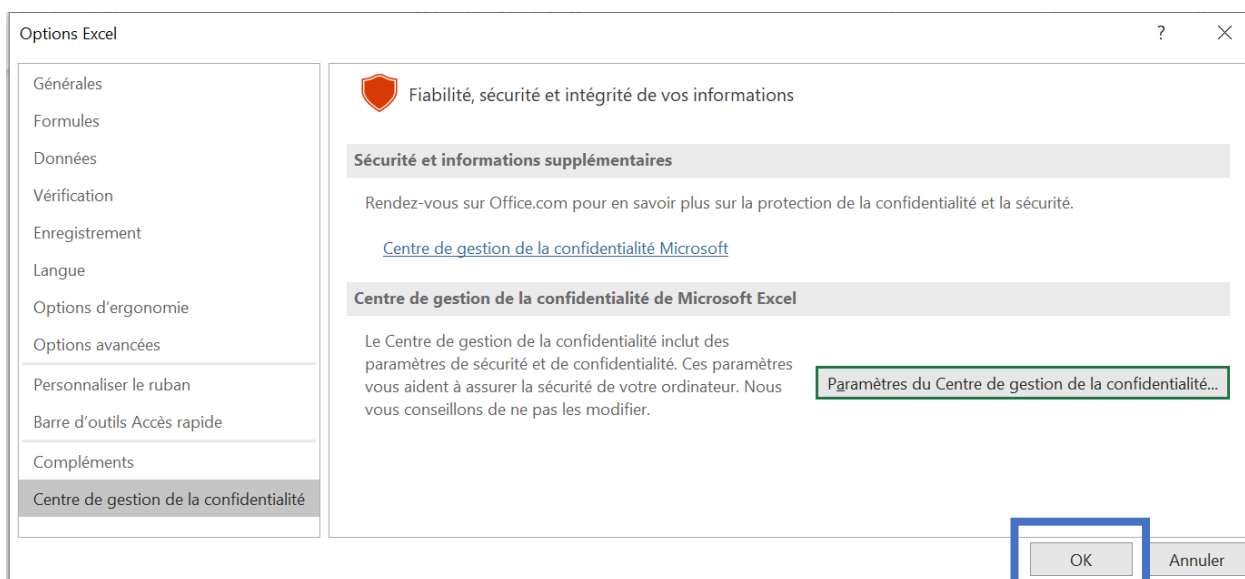 Options Excel
?
Générales
Formules
Données
Vérification
Enregistrement
Langue
Options d'ergonomie
Options avancées
Personnaliser le ruban
Barre d'outils Accès rapide
Compléments
Centre de gestion de la confidentialité
Fiabilité, sécurité et intégrité de vos informations
Sécurité et informations supplémentaires
Rendez-vous sur Office.com pour en savoir plus sur la protection de la confidentialité et la sécurité.
Centre de gestion de la confidentialité Microsoft
Centre de gestion de la confidentialité de Microsoft Excel
Le Centre de gestion de la confidentialité inclut des
paramètres de sécurité et de confidentialité. Ces paramètres
vous aident à assurer la sécurité de votre ordinateur. Nous
vous conseillons de ne pas les modifier.
Paramètres du Centre de gestion de la confidentialité...
OK
Annuler